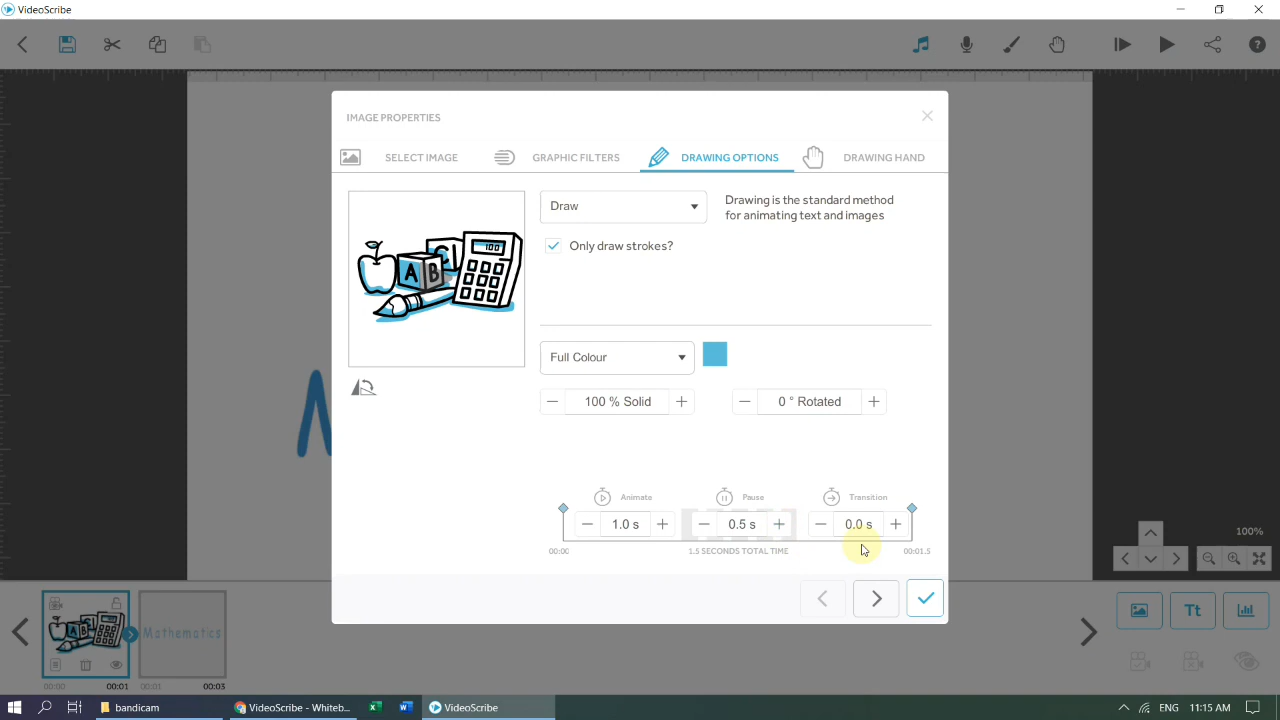 VideoScribe
IMAGE PROPERTIES
SELECT IMAGE
GRAPHIC FILTERS
DRAWING OPTIONS
DRAWING HAND
Draw
Drawing is the standard method
for animating text and images
Only draw strokes?
100
A B C
Full Colour
100 % Solid
0 ° Rotated
Animate
Pause
Transition
1.0 s
0.5 s
0.0 s
00:00
1.5 SECONDS TOTAL TIME
00:01.5
100%
Mathematics
Tt
00:00
00:01
00:01
00:03
bandicam
VideoScribe - Whiteb...
VideoScribe
ENG
11:15 AM